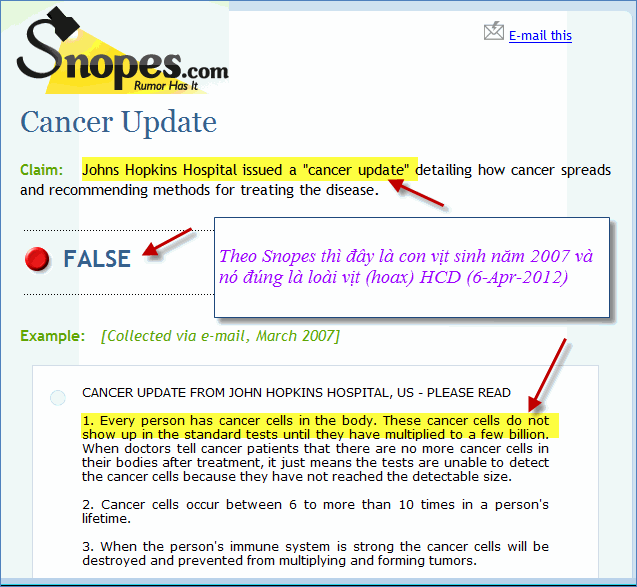 E-mail this
Snopes.com
Rumor Has It
Cancer Update
Claim: Johns Hopkins Hospital issued a "cancer update" detailing how cancer spreads
and recommending methods for treating the disease.
FALSE
Theo Snopes thì đây là con vịt sinh năm 2007 và
nó đúng là loài vịt (hoax) HCD (6-Apr-2012)
Example: [Collected via e-mail, March 2007]
CANCER UPDATE FROM JOHN HOPKINS HOSPITAL, US - PLEASE READ
1. Every person has cancer cells in the body. These cancer cells do not
show up in the standard tests until they have multiplied to a few billion.
When doctors tell cancer patients that there are no more cancer cells in
their bodies after treatment, it just means the tests are unable to detect
the cancer cells because they have not reached the detectable size.
2. Cancer cells occur between 6 to more than 10 times in a person's
lifetime.
3. When the person's immune system is strong the cancer cells will be
destroyed and prevented from multiplying and forming tumors.